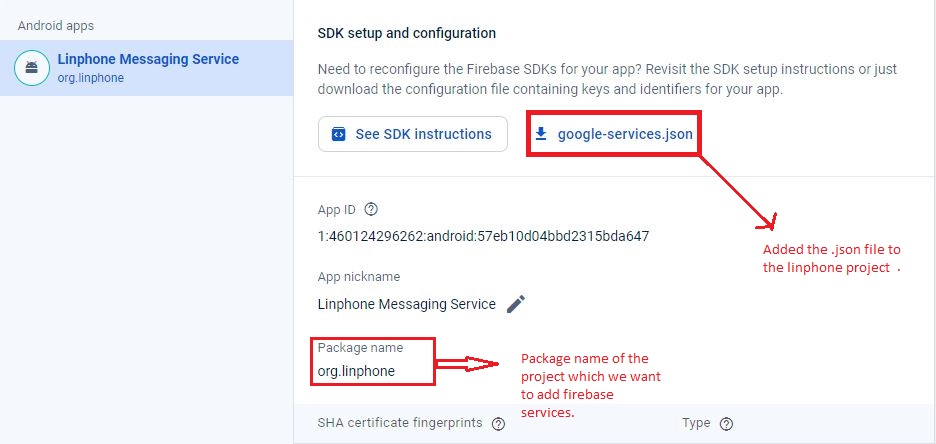 Android apps
Linphone Messaging Service
org.linphone
SDK setup and configuration
Need to reconfigure the Firebase SDKs for your app? Revisit the SDK setup instructions or just
download the configuration file containing keys and identifiers for your app.
See SDK instructions
google-services.json
App ID
1:460124296262:android:57eb10d04bbd2315bda647
Added the .json file to
the linphone project .
App nickname
Linphone Messaging Service
Package name
org.linphone
Package name of the
project which we want
to add firebase
services.
SHA certificate fingerprints
Type